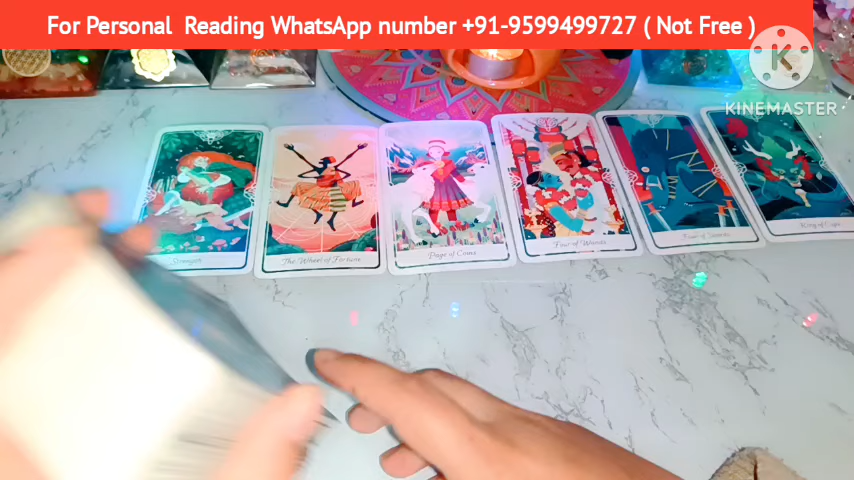 For Personal Reading WhatsApp number +91-9599499727 ( Not Free )
K
KINEMASTER
Strength
The Wheel of Fortune
Page of Coins
Four of Wands
Four of Swords
King of Cups